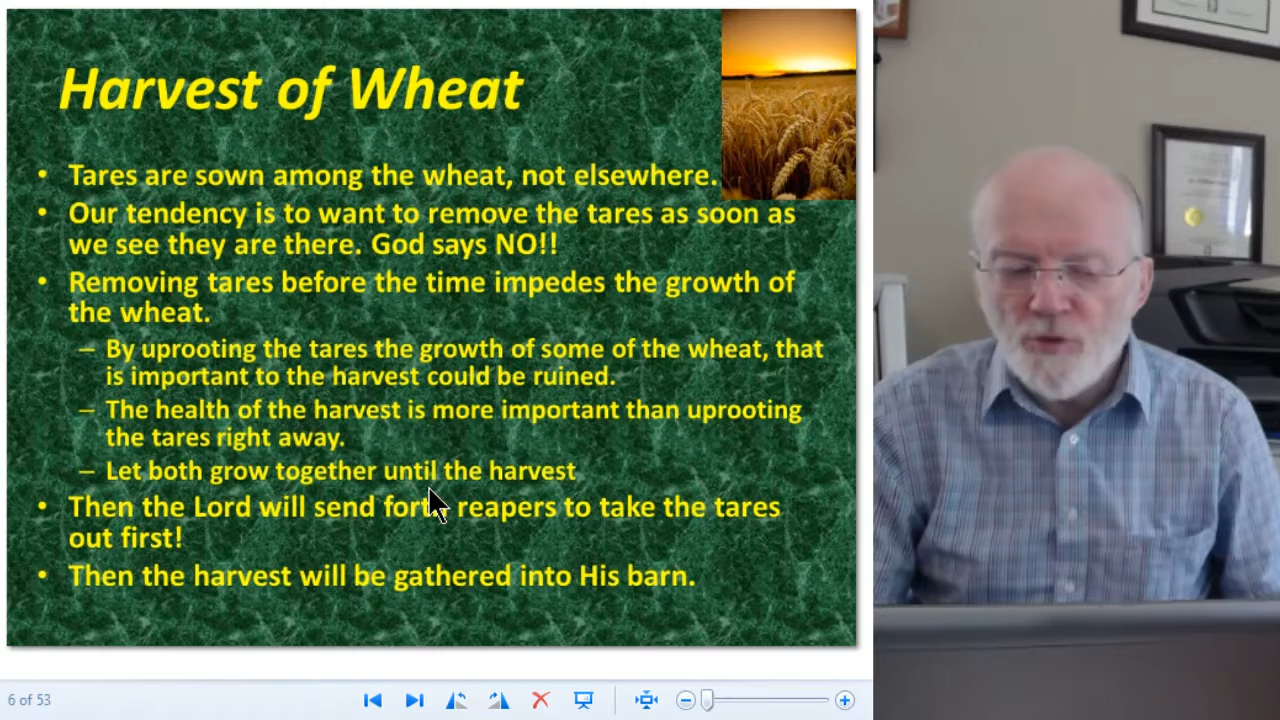 Harvest of Wheat
• Tares are sown among the wheat, not elsewhere.
• Our tendency is to want to remove the tares as soon as
we see they are there. God says NO!!
• Removing tares before the time impedes the growth of
the wheat.
– By uprooting the tares the growth of some of the wheat, that
is important to the harvest could be ruined.
– The health of the harvest is more important than uprooting
the tares right away.
– Let both grow together until the harvest
• Then the Lord will send forth reapers to take the tares
out first!
• Then the harvest will be gathered into His barn.
6 of 53